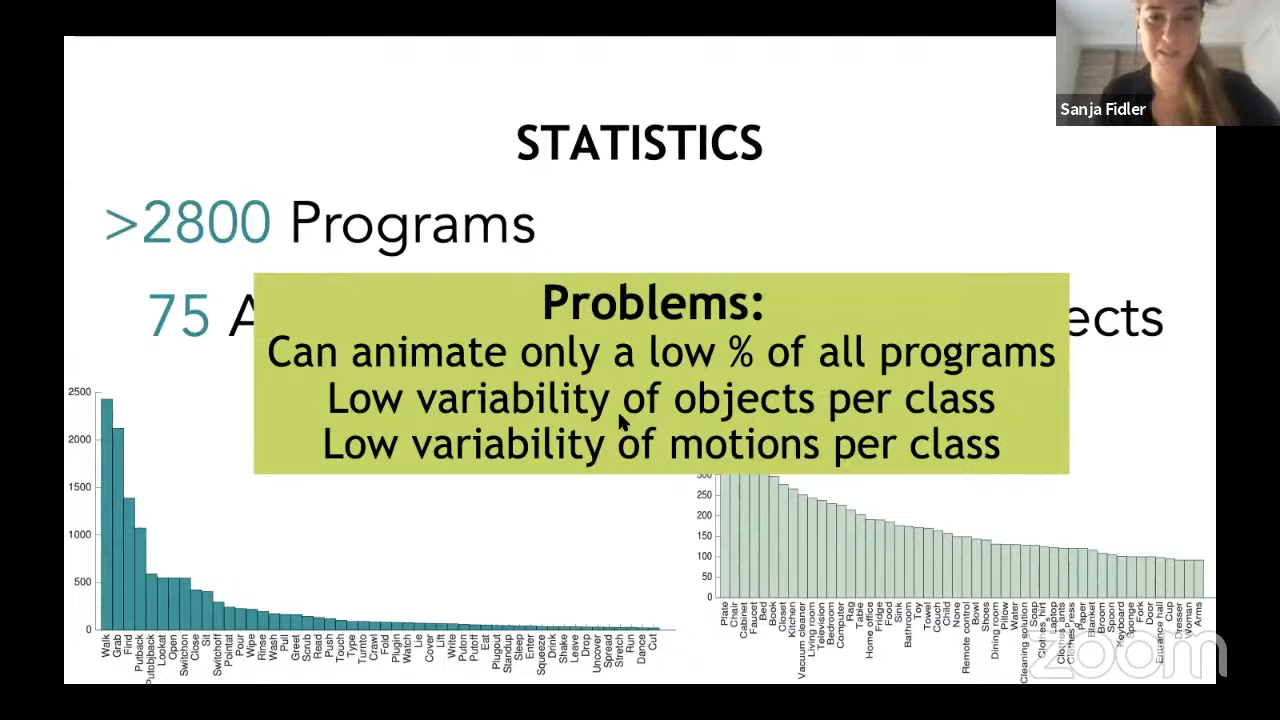 Sanja Fidler
STATISTICS
>2800 Programs
75 A
ects
Problems:
Can animate only a low % of all programs
Low variability of objects per class
Low variability of motions per class
2500
2000
1500
1000
500
0
Walk
Grab
Find
Putback
Putobjback
Lookat
Open
Switchon
Close
Sit
Switchoff
Pointat
Pour
Type
Wipe
Rinse
Wash
Pull
Greet
Scrub
Read
Push
Touch
Turnto
Crawl
Fold
Plugin
Watch
Lie
Cover
Lift
Write
Puton
Putoff
Eat
Plugout
Standup
Sleep
Enter
Squeeze
Drink
Shake
Leave
Drop
Uncover
Spread
Stretch
Run
Dance
Cut
300
250
200
150
100
50
0
Plate
Chair
Cabinet
Faucet
Bed
Book
Closet
Kitchen
Vacuum cleaner
Living room
Television
Bedroom
Computer
Rag
Table
Home office
Fridge
Food
Sink
Bathroom
Toy
Towel
Couch
Child
None
Remote control
Bowl
Shoes
Dining room
Pillow
Water
Cleaning solution
Soap
Clothes shirt
Laptop
Paper
Blanket
Broom
Spoon
Keyboard
Sponge
Fork
Door
Entrance hall
Cup
Dresser
Woman
Arms
zoom